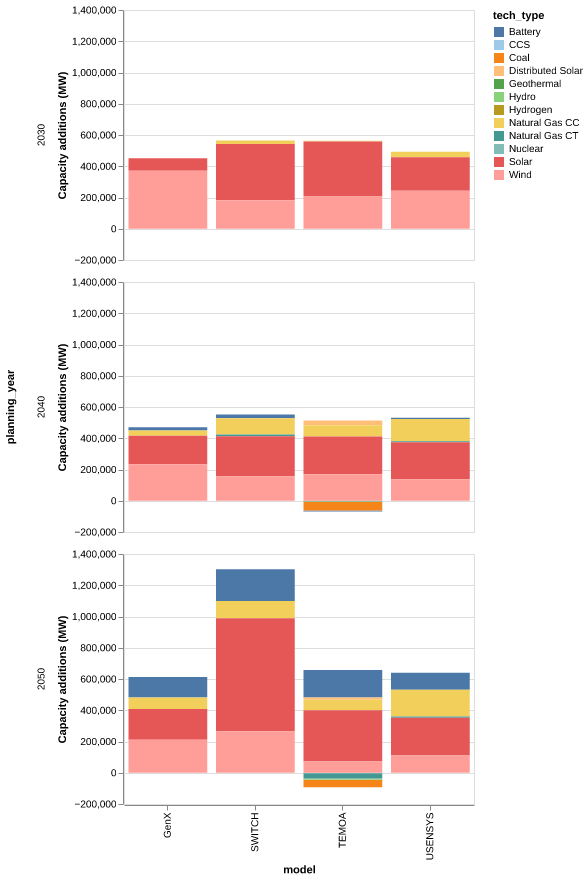 tech_type
Battery
CCS
Coal
Distributed Solar
Geothermal
Hydro
Hydrogen
Natural Gas CC
Natural Gas CT
Nuclear
Solar
Wind
planning_year
2030
Capacity additions (MW)
1,400,000
1,200,000
1,000,000
800,000
600,000
400,000
200,000
0
−200,000
2040
Capacity additions (MW)
1,400,000
1,200,000
1,000,000
800,000
600,000
400,000
200,000
0
−200,000
2050
Capacity additions (MW)
1,400,000
1,200,000
1,000,000
800,000
600,000
400,000
200,000
0
−200,000
GenX
SWITCH
TEMOA
USENSYS
model